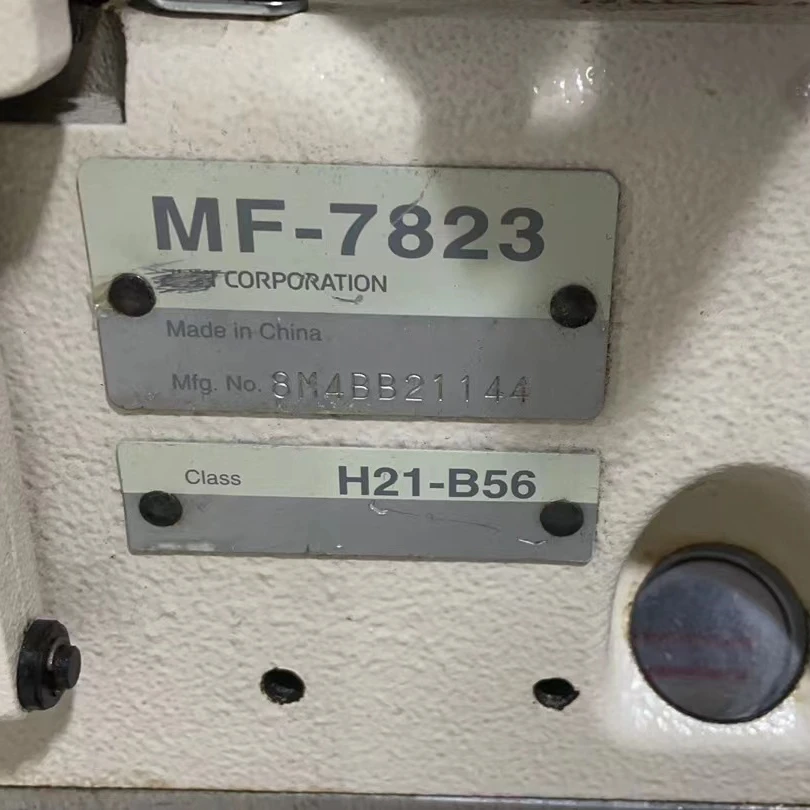 MF-7823
CORPORATION
Made in China
Mfg. No. 8M4BB21144
Class H21-B56